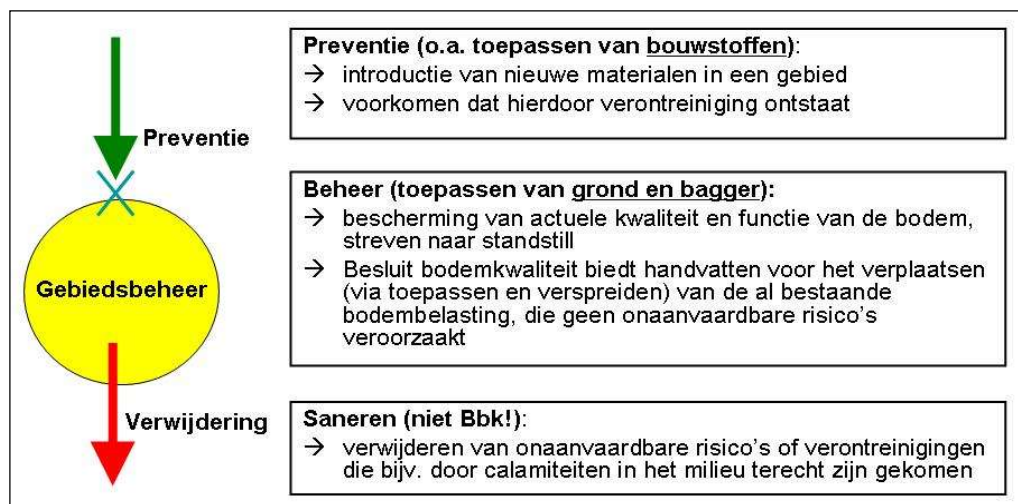 Preventie
Gebiedsbeheer
Verwijdering
Preventie (o.a. toepassen van bouwstoffen):
→ introductie van nieuwe materialen in een gebied
→ voorkomen dat hierdoor verontreiniging ontstaat
Beheer (toepassen van grond en bagger):
→ bescherming van actuele kwaliteit en functie van de bodem,
streven naar standstill
→ Besluit bodemkwaliteit biedt handvatten voor het verplaatsen
(via toepassen en verspreiden) van de al bestaande
bodembelasting, die geen onaanvaardbare risico's
veroorzaakt
Saneren (niet Bbk!):
→ verwijderen van onaanvaardbare risico's of verontreinigingen
die bijv. door calamiteiten in het milieu terecht zijn gekomen